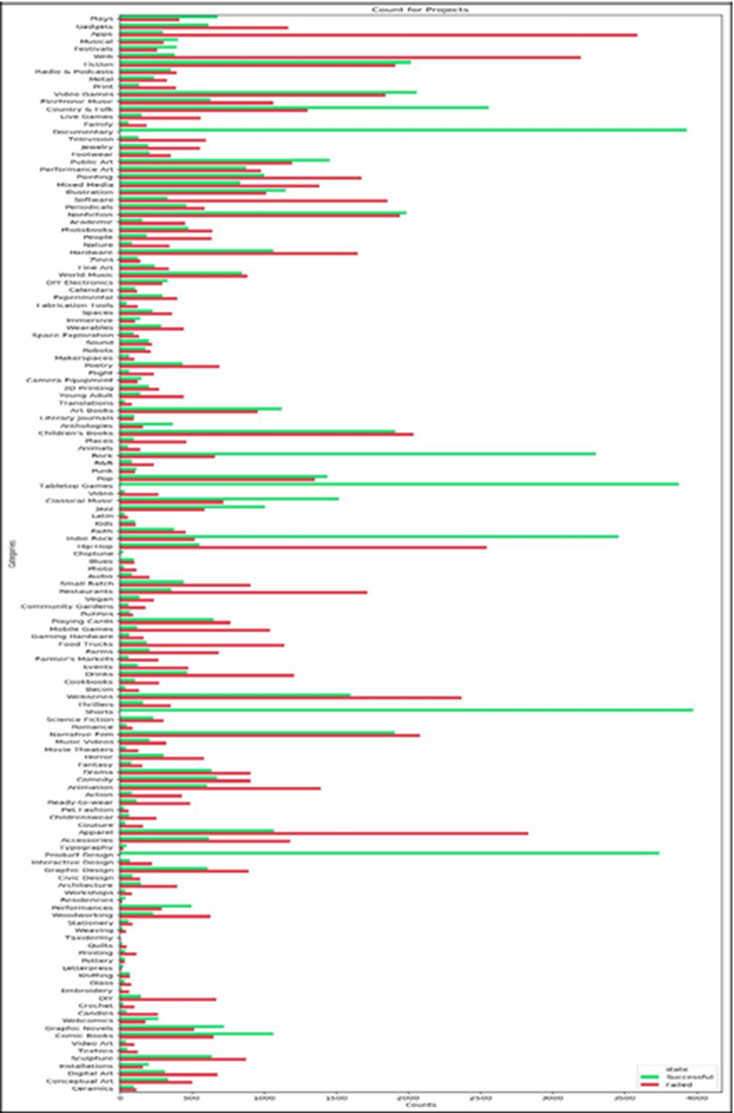 Count for Projects
Plays
Gadgets
Apps
Musical
Festivals
Web
Fiction
Radio & Podcasts
Metal
Print
Video Games
Electronic Music
Country & Folk
Live Games
Family
Documentary
Television
Jewelry
Footwear
Public Art
Performance Art
Painting
Mixed Media
Illustration
Software
Periodicals
Nonfiction
Academic
Photobooks
People
Nature
Hardware
Zines
Fine Art
World Music
DIY Electronics
Calendars
Experimental
Fabrication Tools
Spaces
Immersive
Wearables
Space Exploration
Sound
Robots
Makerspaces
Poetry
Flight
Camera Equipment
3D Printing
Young Adult
Translations
Art Books
Literary Journals
Anthologies
Children's Books
Places
Animals
Rock
R&B
Punk
Pop
Tabletop Games
Video
Classical Music
Jazz
Latin
Kids
Faith
Indie Rock
Hip-Hop
Chiptune
Blues
Photo
Audio
Small Batch
Restaurants
Vegan
Community Gardens
Puzzles
Playing Cards
Mobile Games
Gaming Hardware
Food Trucks
Farms
Farmer's Markets
Events
Drinks
Cookbooks
Bacon
Webseries
Thrillers
Shorts
Science Fiction
Romance
Narrative Film
Music Videos
Movie Theaters
Horror
Fantasy
Drama
Comedy
Animation
Action
Ready-to-wear
Pet Fashion
Childrenswear
Couture
Apparel
Accessories
Typography
Product Design
Interactive Design
Graphic Design
Civic Design
Architecture
Workshops
Residencies
Performances
Woodworking
Stationery
Weaving
Taxidermy
Quilts
Printing
Pottery
Letterpress
Knitting
Glass
Embroidery
DIY
Crochet
Candles
Webcomics
Graphic Novels
Comic Books
Video Art
Textiles
Sculpture
Installations
Digital Art
Conceptual Art
Ceramics
Categories
0 500 1000 1500 2000 2500 3000 3500 4000
Counts
state
Successful
Failed